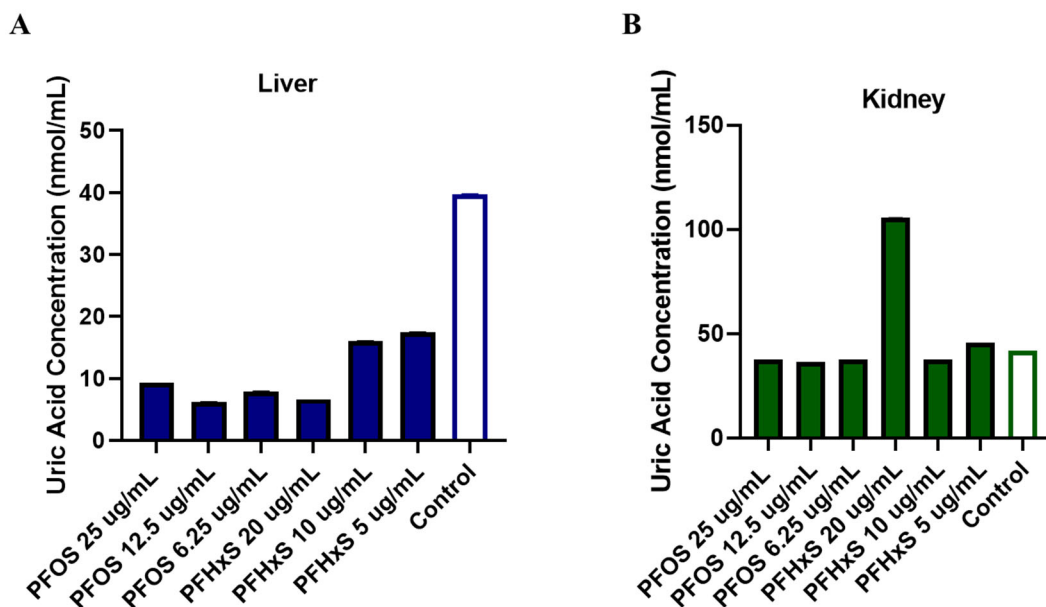 A
Liver
Uric Acid Concentration (nmol/mL)
50
40
30
20
10
0
PFOS 25 ug/mL
PFOS 12.5 ug/mL
PFOS 6.25 ug/mL
PFHxS 20 ug/mL
PFHxS 10 ug/mL
PFHxS 5 ug/mL
Control
B
Kidney
Uric Acid Concentration (nmol/mL)
150
100
50
0
PFOS 25 ug/mL
PFOS 12.5 ug/mL
PFOS 6.25 ug/mL
PFHxS 20 ug/mL
PFHxS 10 ug/mL
PFHxS 5 ug/mL
Control